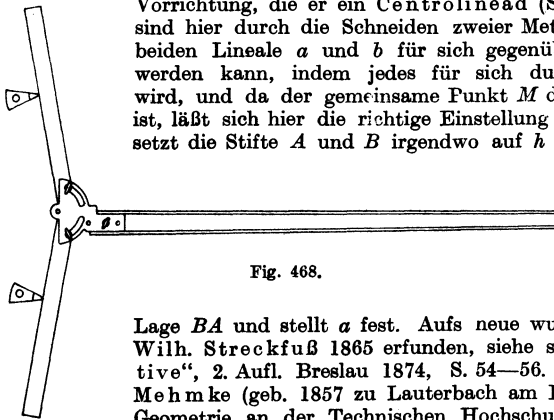 Vorrichtung, die er ein Centrolinead (S
sind hier durch die Schneiden zweier Met
beiden Lineale a und b für sich gegenü
werden kann, indem jedes für sich du
wird, und da der gemeinsame Punkt M d
ist, läßt sich hier die richtige Einstellung
setzt die Stifte A und B irgendwo auf h
Fig. 468.
Lage BA und stellt a fest. Aufs neue wu
Wilh. Streckfuß 1865 erfunden, siehe s
tive“, 2. Aufl. Breslau 1874, S. 54—56.
Mehmke (geb. 1857 zu Lauterbach am
Geometrie an der Technischen Hochschu